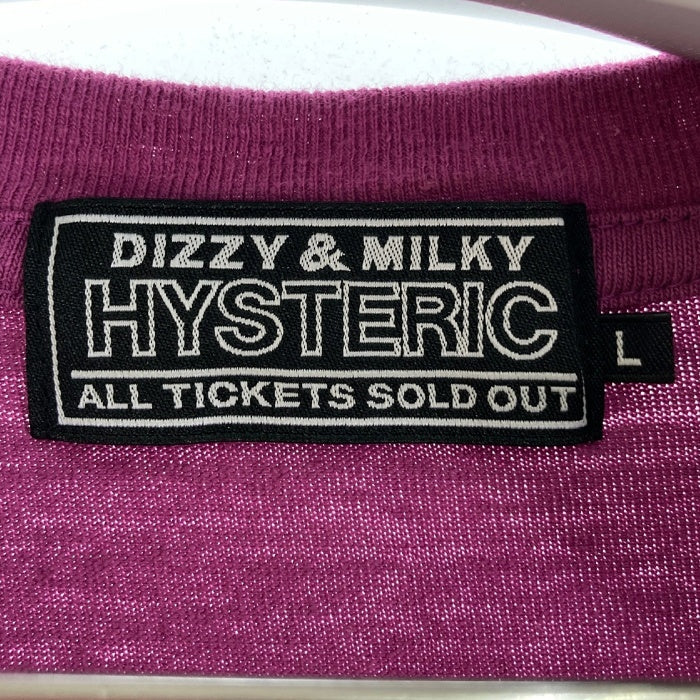 DIZZY & MILKY
HYSTERIC
ALL TICKETS SOLD OUT
L